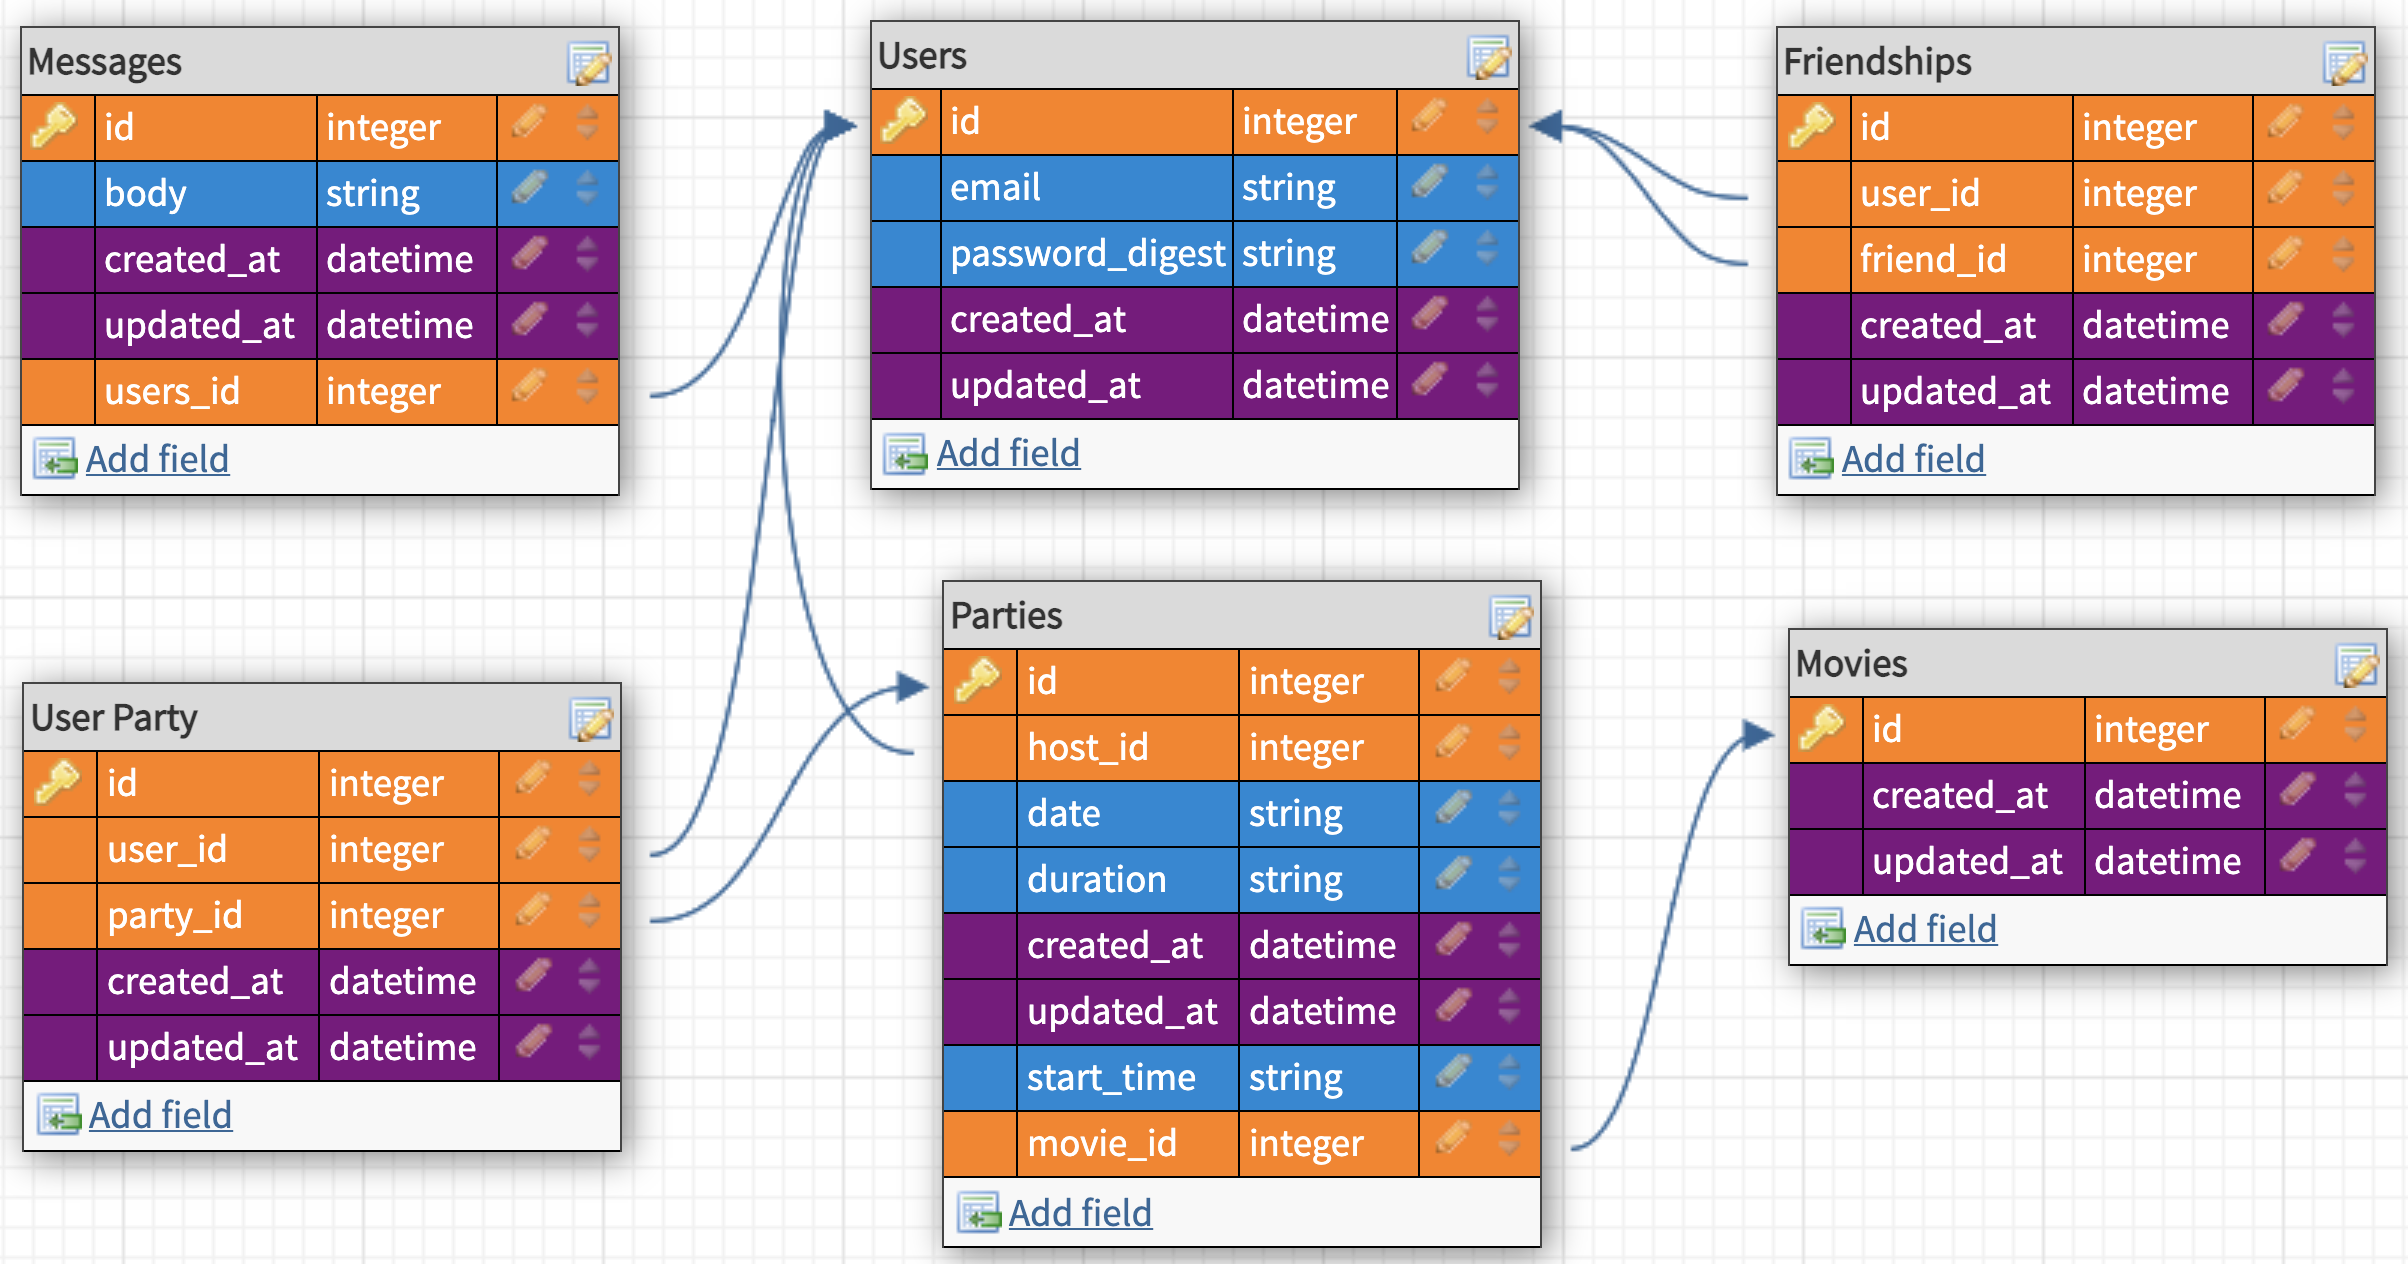 Messages
id integer
body string
created_at datetime
updated_at datetime
users_id integer
Add field
Users
id integer
email string
password_digest string
created_at datetime
updated_at datetime
Add field
Friendships
id integer
user_id integer
friend_id integer
created_at datetime
updated_at datetime
Add field
User Party
id integer
user_id integer
party_id integer
created_at datetime
updated_at datetime
Add field
Parties
id integer
host_id integer
date string
duration string
created_at datetime
updated_at datetime
start_time string
movie_id integer
Add field
Movies
id integer
created_at datetime
updated_at datetime
Add field